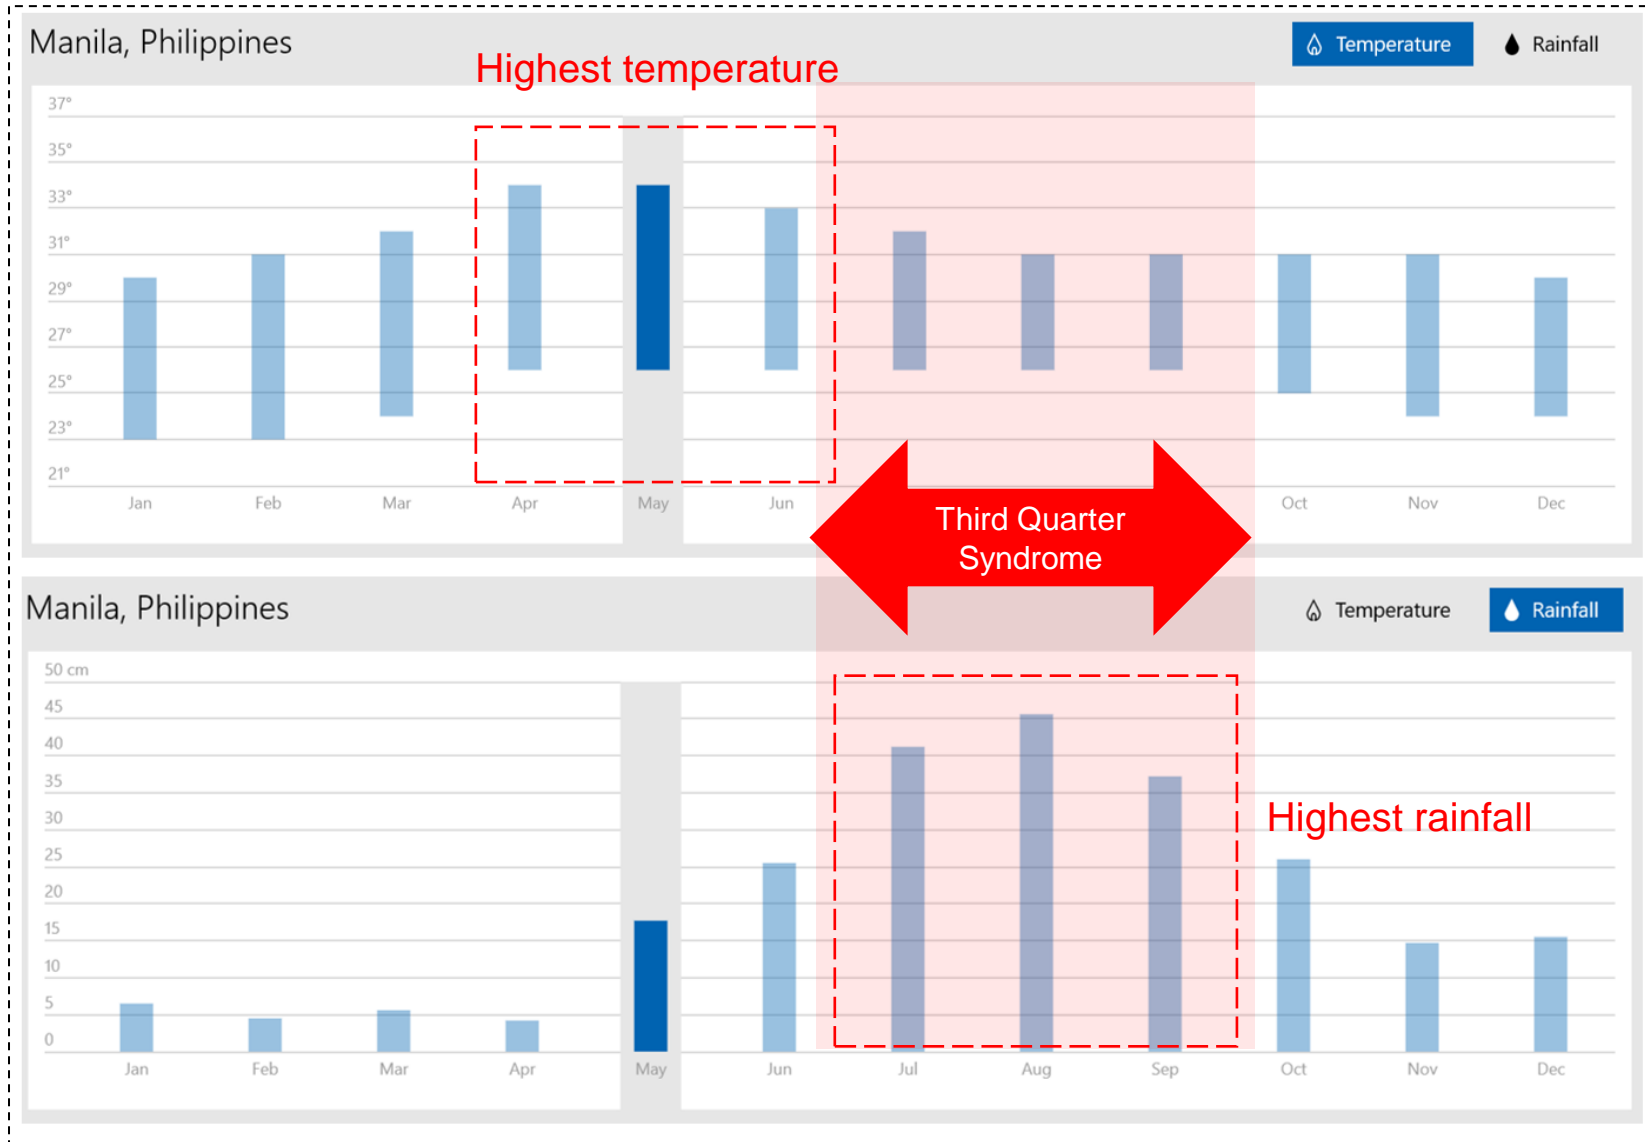 Manila, Philippines
Temperature
Rainfall
Highest temperature
37°
35°
33°
31°
29°
27°
25°
23°
21°
Jan Feb Mar Apr May Jun Oct Nov Dec
Third Quarter
Syndrome
Manila, Philippines
Temperature
Rainfall
50 cm
45
40
35
30
Highest rainfall
25
20
15
10
5
0
Jan Feb Mar Apr May Jun Jul Aug Sep Oct Nov Dec